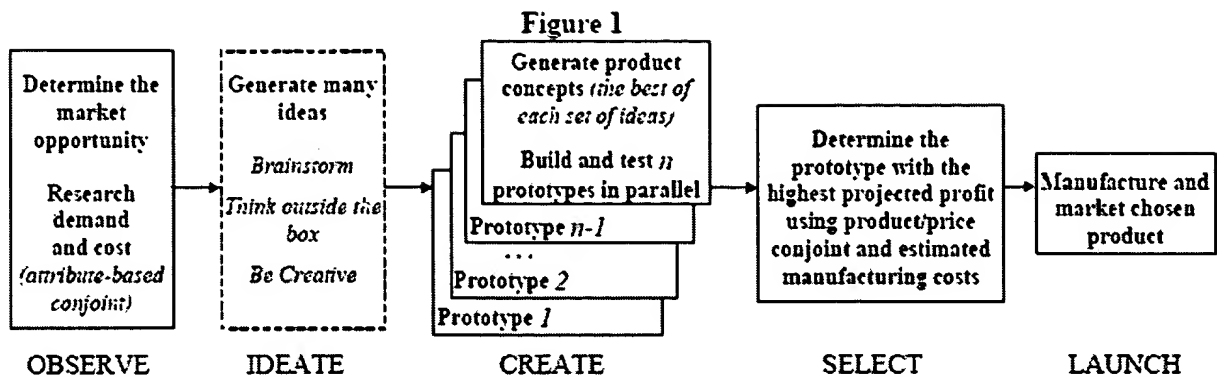 Figure 1
Determine the
market
opportunity
Research
demand
and cost
(attribute-based
conjoint)
Generate many
ideas
Brainstorm
Think outside the
box
Be Creative
Generate product
concepts (the best of
each set of ideas)
Build and test n
prototypes in parallel
Prototype n-1
...
Prototype 2
Prototype 1
Determine the
prototype with the
highest projected profit
using product/price
conjoint and estimated
manufacturing costs
Manufacture and
market chosen
product
OBSERVE
IDEATE
CREATE
SELECT
LAUNCH